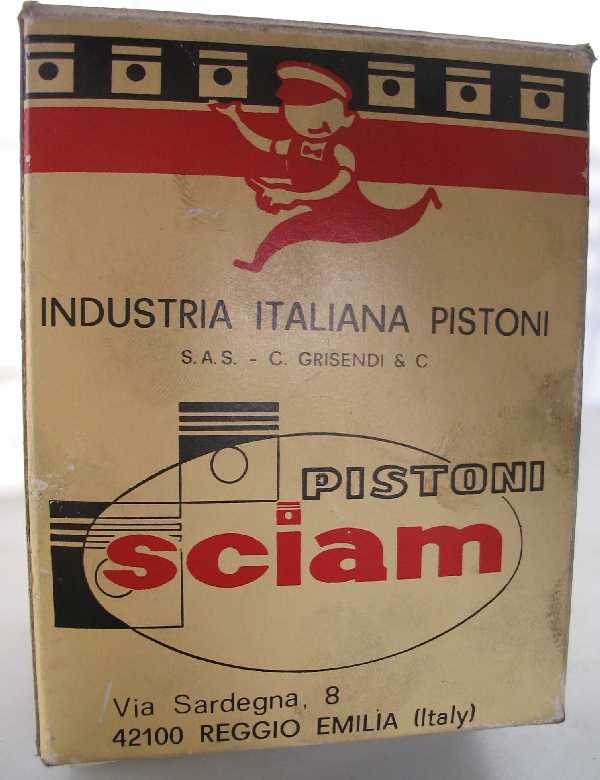 INDUSTRIA ITALIANA PISTONI
S.A.S. - C. GRISENDI & C
PISTONI
sciam
Via Sardegna, 8
42100 REGGIO EMILIA (Italy)